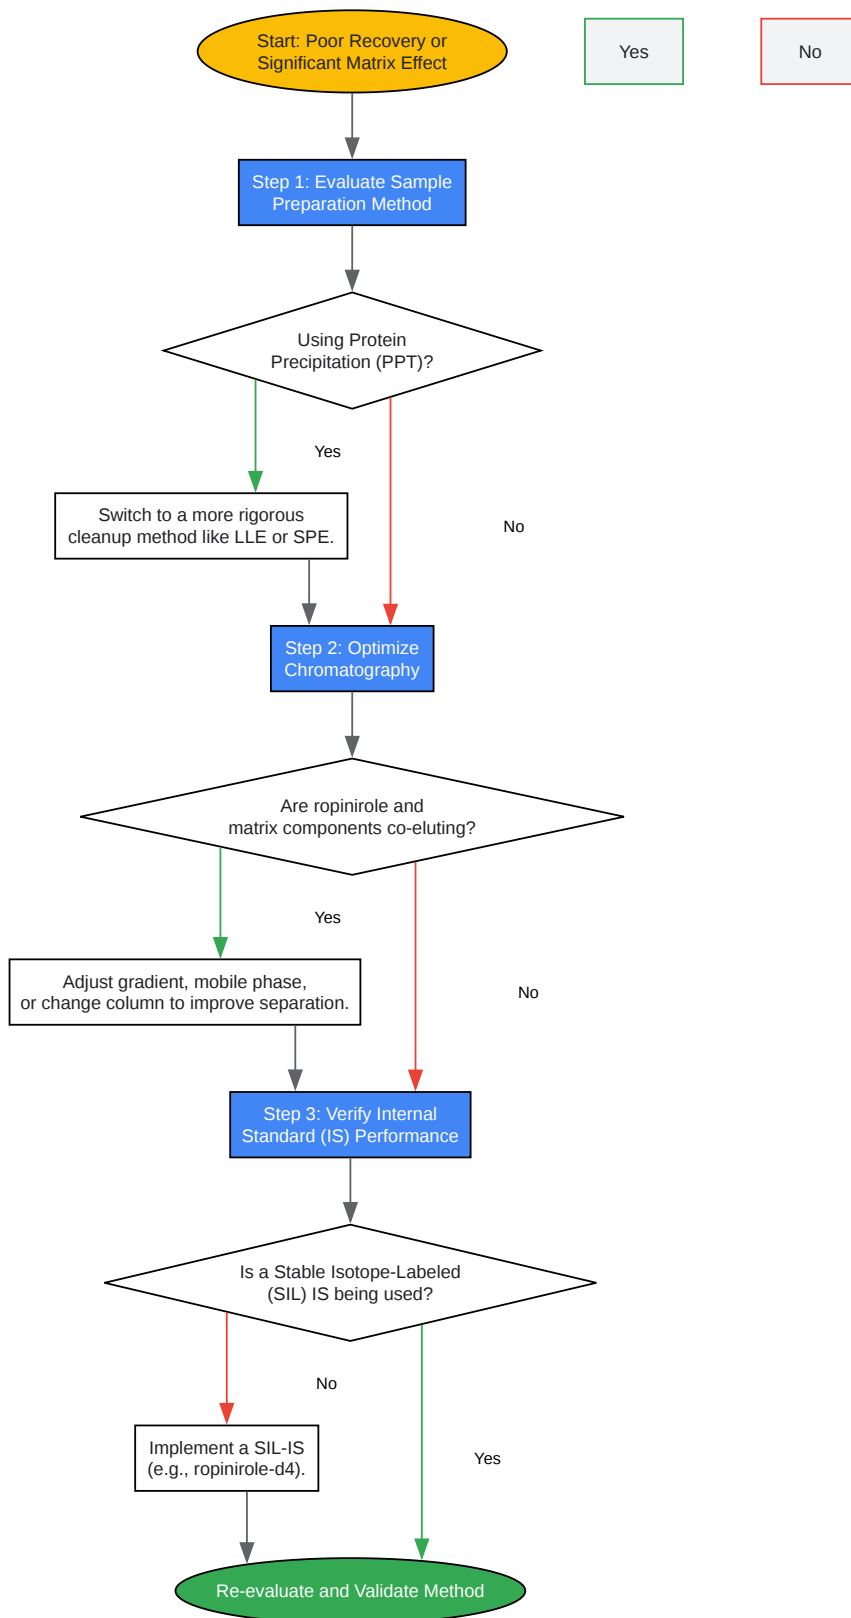 Start: Poor Recovery or
Significant Matrix Effect
Yes
No
Step 1: Evaluate Sample
Preparation Method
Using Protein
Precipitation (PPT)?
Yes
Switch to a more rigorous
cleanup method like LLE or SPE.
No
Step 2: Optimize
Chromatography
Are ropinirole and
matrix components co-eluting?
Yes
Adjust gradient, mobile phase,
or change column to improve separation.
No
Step 3: Verify Internal
Standard (IS) Performance
Is a Stable Isotope-Labeled
(SIL) IS being used?
No
Implement a SIL-IS
(e.g., ropinirole-d4).
Yes
Re-evaluate and Validate Method